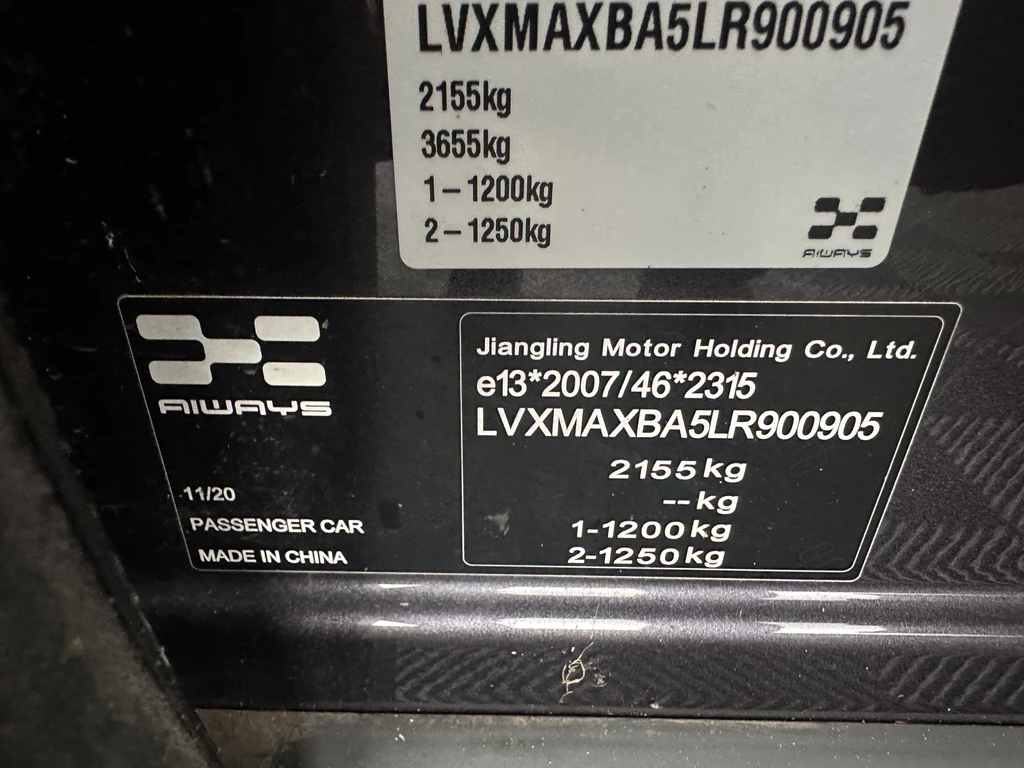 LVXMAXBA5LR900905
2155kg
3655kg
1-1200kg
2-1250kg
AIWAYS
AIWAYS
11/20
PASSENGER CAR
MADE IN CHINA
Jiangling Motor Holding Co., Ltd.
e13*2007/46*2315
LVXMAXBA5LR900905
2155kg
--kg
1-1200kg
2-1250kg